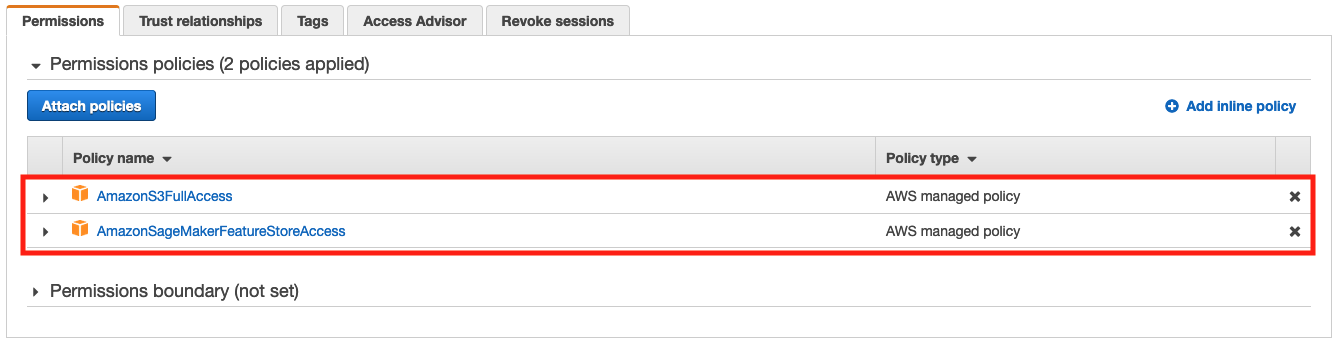 Permissions Trust relationships Tags Access Advisor Revoke sessions
Permissions policies (2 policies applied)
Attach policies Add inline policy
Policy name Policy type
AmazonS3FullAccess AWS managed policy
AmazonSageMakerFeatureStoreAccess AWS managed policy
Permissions boundary (not set)